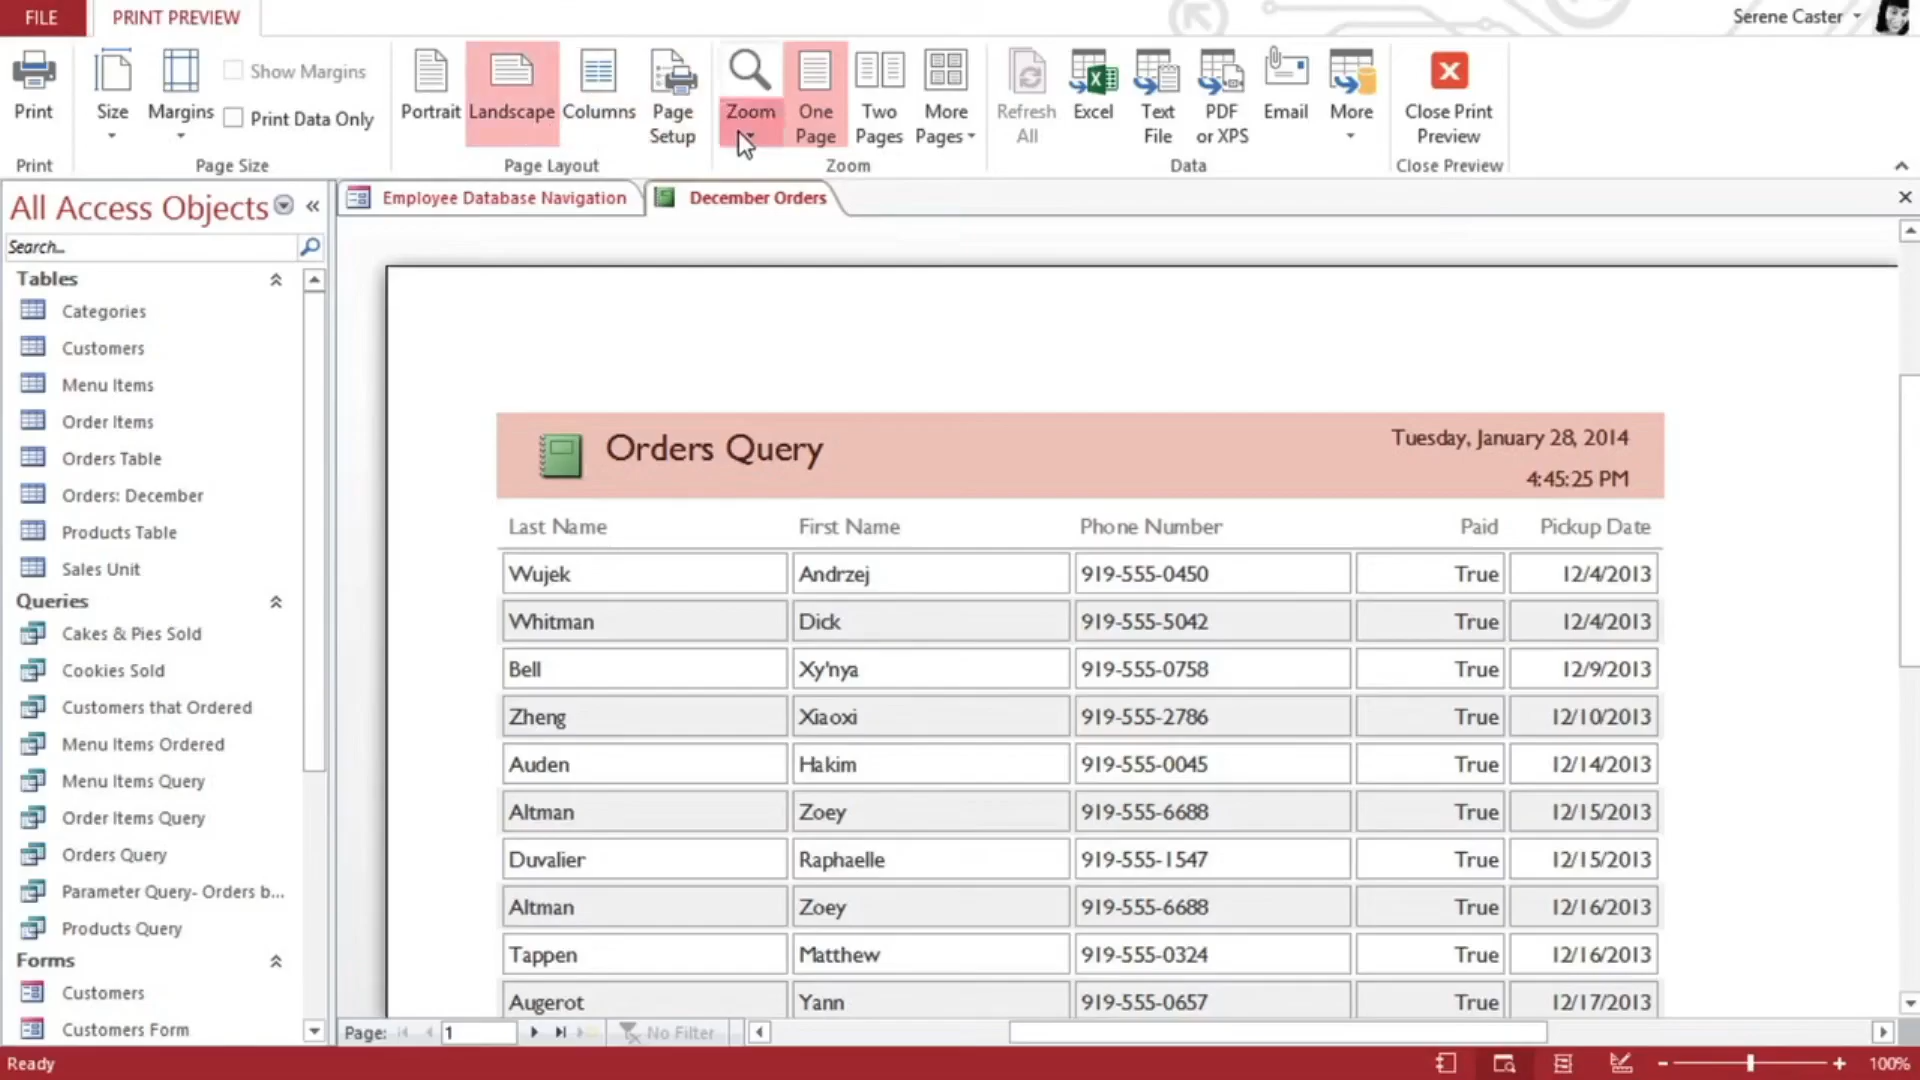 FILE
PRINT PREVIEW
Serene Caster
Print
Size
Margins
Show Margins
Print Data Only
Portrait
Landscape
Columns
Page Setup
Zoom
One Page
Two Pages
More Pages
Refresh All
Excel
Text File
PDF or XPS
Email
More
Close Print Preview
Print
Page Size
Page Layout
Zoom
Data
Close Preview
All Access Objects
Search...
Tables
Categories
Customers
Menu Items
Order Items
Orders Table
Orders: December
Products Table
Sales Unit
Queries
Cakes & Pies Sold
Cookies Sold
Customers that Ordered
Menu Items Ordered
Menu Items Query
Order Items Query
Orders Query
Parameter Query- Orders b...
Products Query
Forms
Customers
Customers Form
Employee Database Navigation
December Orders
Orders Query
Tuesday, January 28, 2014
4:45:25 PM
Last Name First Name Phone Number Paid Pickup Date
Wujek Andrzej 919-555-0450 True 12/4/2013
Whitman Dick 919-555-5042 True 12/4/2013
Bell Xy'nya 919-555-0758 True 12/9/2013
Zheng Xiaoxi 919-555-2786 True 12/10/2013
Auden Hakim 919-555-0045 True 12/14/2013
Altman Zoey 919-555-6688 True 12/15/2013
Duvalier Raphaelle 919-555-1547 True 12/15/2013
Altman Zoey 919-555-6688 True 12/16/2013
Tappen Matthew 919-555-0324 True 12/16/2013
Augerot Yann 919-555-0657 True 12/17/2013
Page: 1 No Filter
Ready
100%